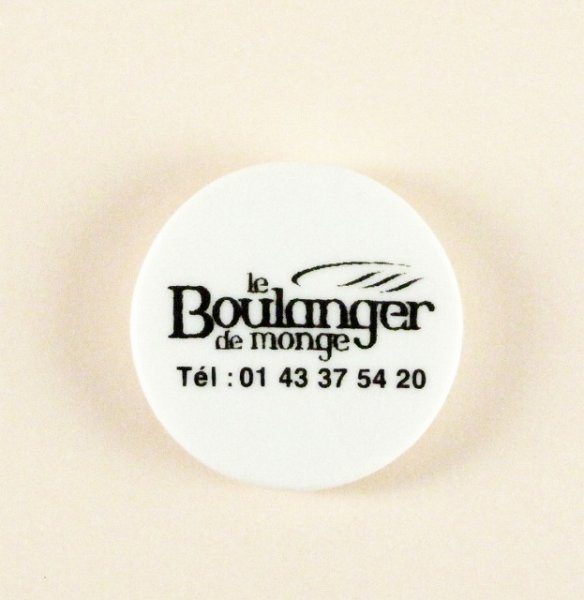 le
Boulanger
de monge
Tél : 01 43 37 54 20